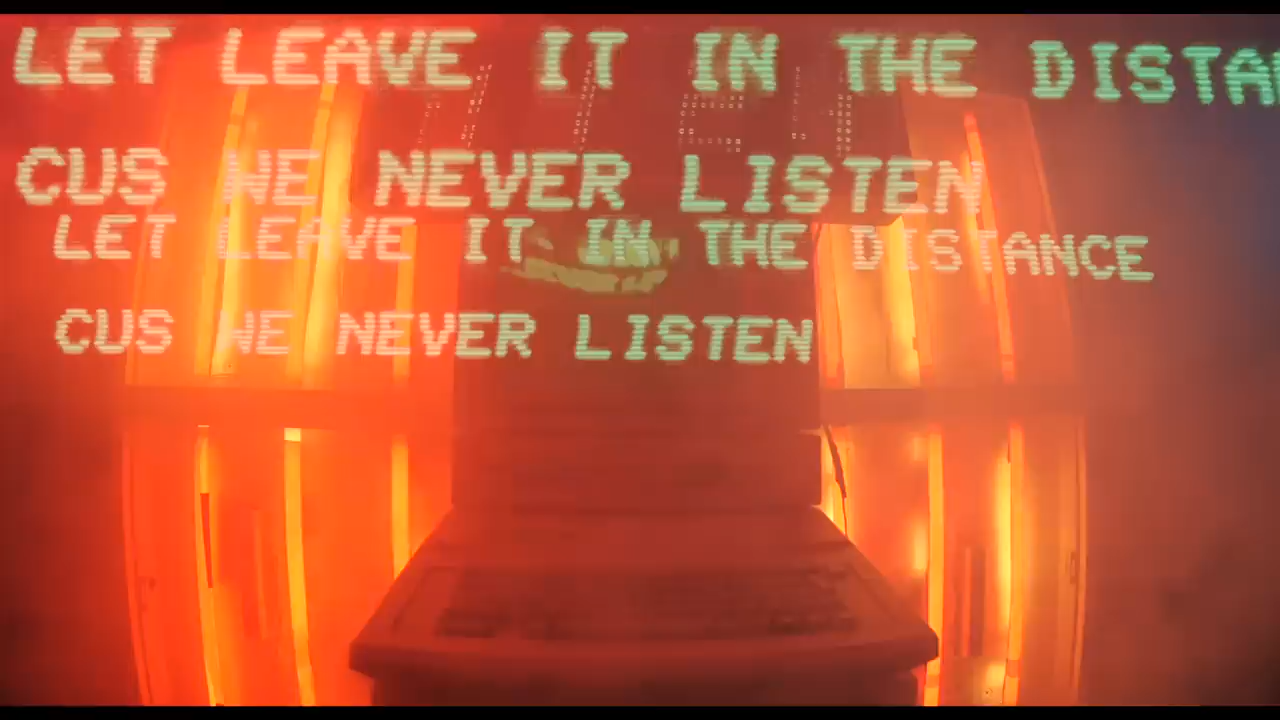 LET LEAVE IT IN THE DISTA
CUS WE NEVER LISTEN
LET LEAVE IT IN THE DISTANCE
CUS WE NEVER LISTEN